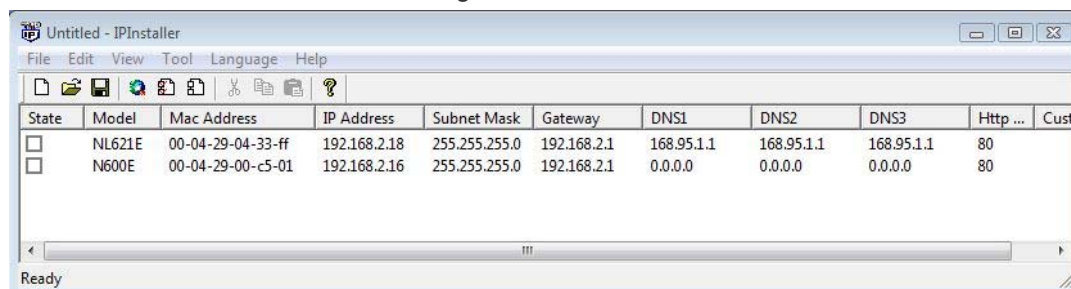 Untitled - IPInstaller
File Edit View Tool Language Help
State Model Mac Address IP Address Subnet Mask Gateway DNS1 DNS2 DNS3 Http ... Cust
NL621E 00-04-29-04-33-ff 192.168.2.18 255.255.255.0 192.168.2.1 168.95.1.1 168.95.1.1 168.95.1.1 80
N600E 00-04-29-00-c5-01 192.168.2.16 255.255.255.0 192.168.2.1 0.0.0.0 0.0.0.0 0.0.0.0 80
Ready